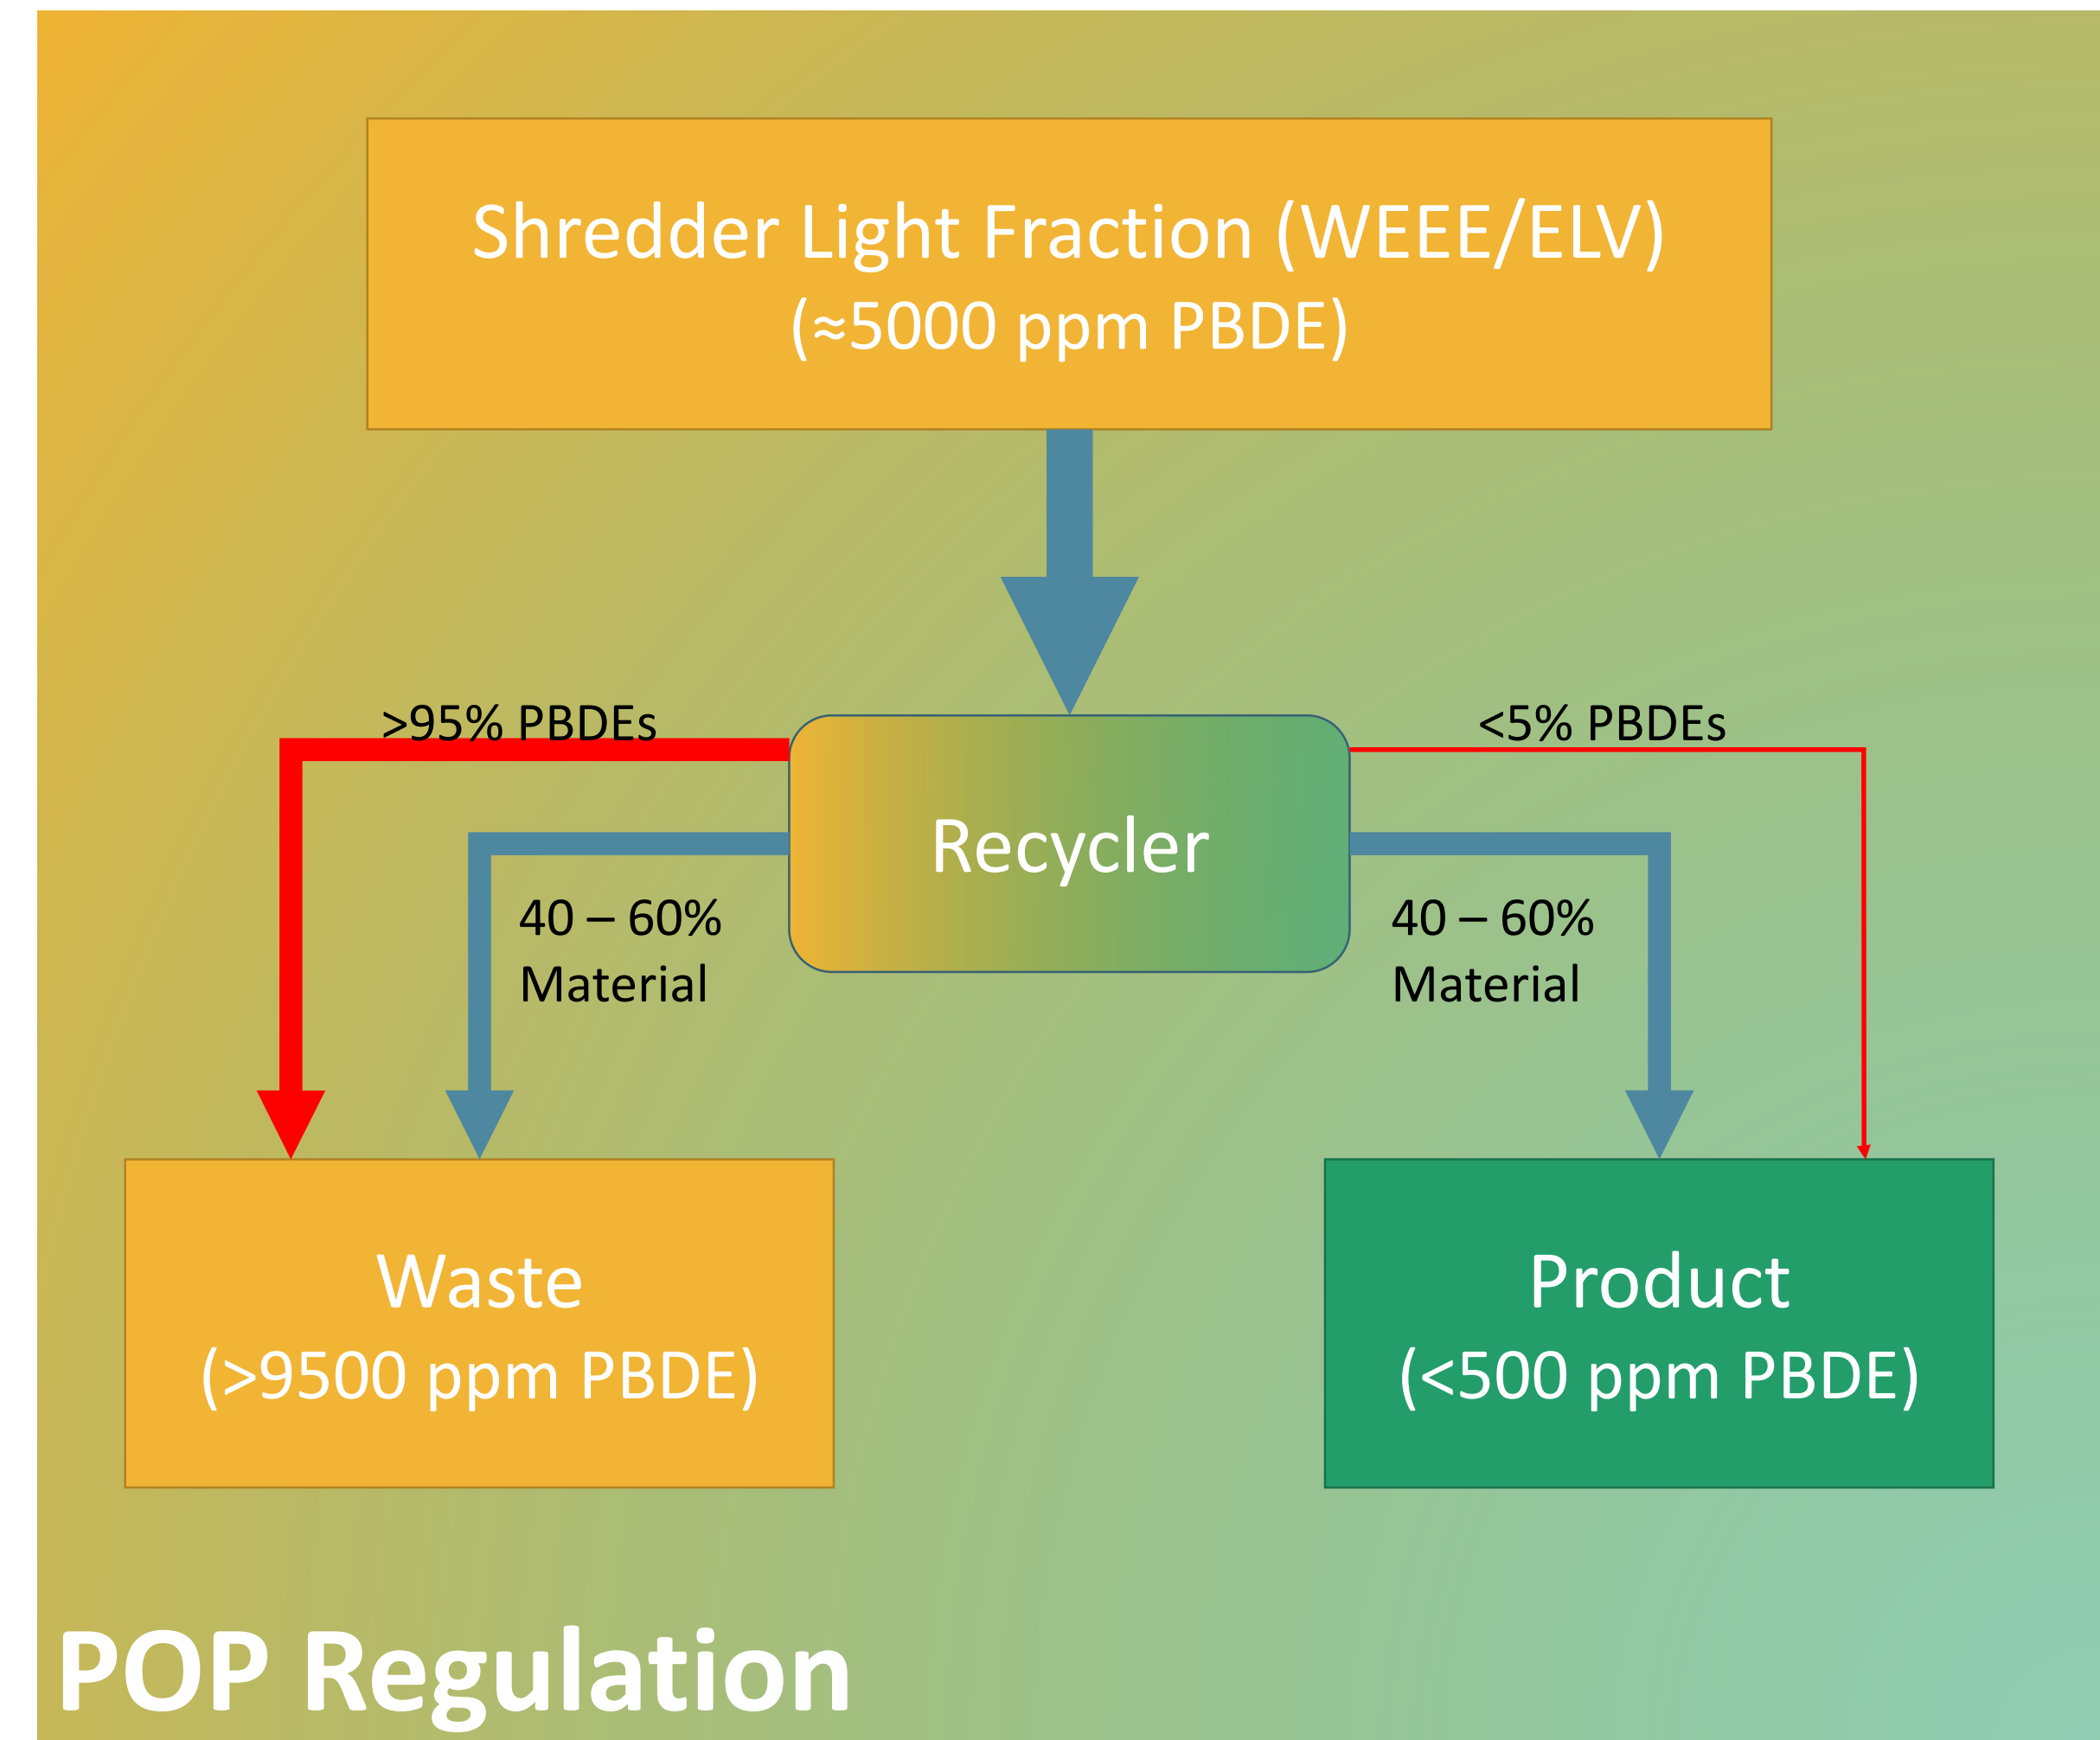 Shredder Light Fraction (WEEE/ELV)
(≈5000 ppm PBDE)
>95% PBDEs
<5% PBDEs
Recycler
40 – 60%
Material
40 – 60%
Material
Waste
(>9500 ppm PBDE)
Product
(<500 ppm PBDE)
POP Regulation